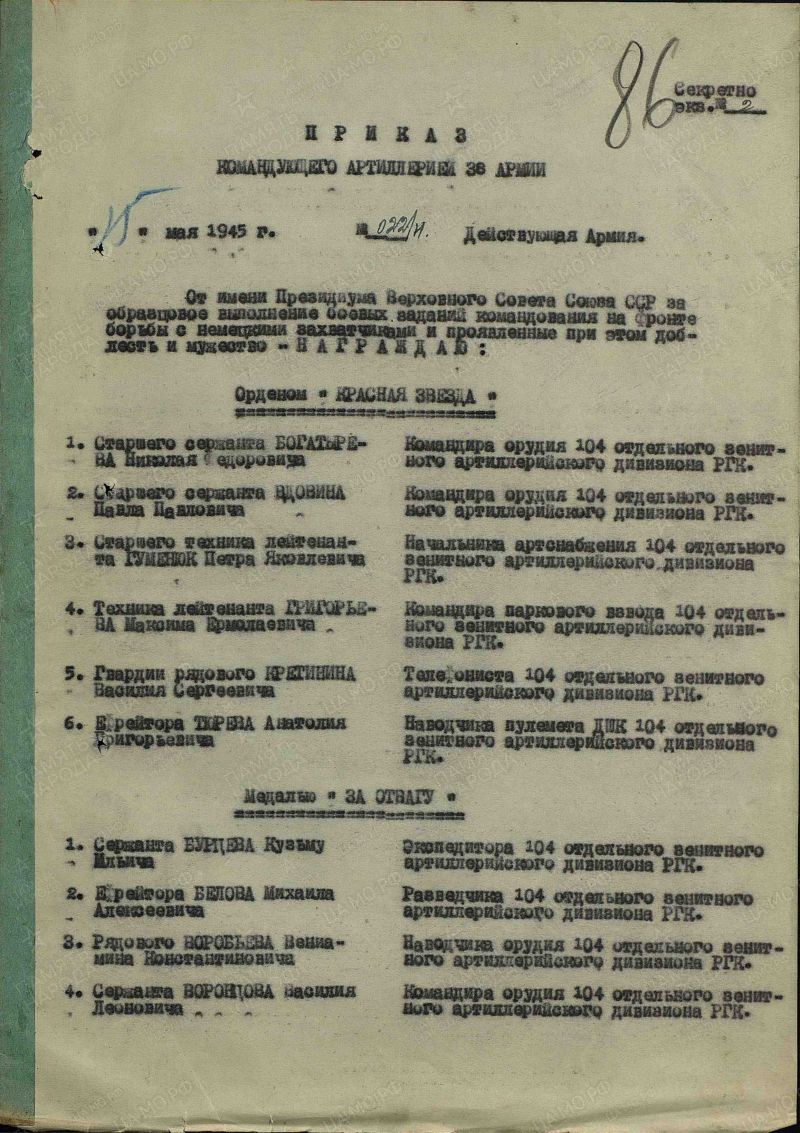 86
Секретно
экз.№ 2
П Р И К А З
КОМАНДУЮЩЕГО АРТИЛЛЕРИЕЙ 38 АРМИИ
"15" мая 1945 г. № 022/н. Действующая Армия.
От имени Президиума Верховного Совета Союза ССР за
образцовое выполнение боевых заданий командования на фронте
борьбы с немецкими захватчиками и проявленные при этом доб-
лесть и мужество - Н А Г Р А Ж Д А Ю :
Орденом " КРАСНАЯ ЗВЕЗДА "
1. Старшего сержанта БОГАТЫРЕ- Командира орудия 104 отдельного зенит-
ВА Николая Федоровича ного артиллерийского дивизиона РГК.
2. Старшего сержанта ВДОВИНА Командира орудия 104 отдельного зенит-
Павла Павловича ного артиллерийского дивизиона РГК.
3. Старшего техника лейтенан- Начальника артснабжения 104 отдельного
та ГУМЕНЮК Петра Яковлевича зенитного артиллерийского дивизиона
РГК.
4. Техника лейтенанта ГРИГОРЬЕ- Командира паркового взвода 104 отдель-
ВА Максима Ермолаевича ного зенитного артиллерийского диви-
зиона РГК.
5. Гвардии рядового КРЕТИНИНА Телефониста 104 отдельного зенитного
Василия Сергеевича артиллерийского дивизиона РГК.
6. Ефрейтора ТЮРЕВА Анатолия Наводчика пулемета ДШК 104 отдельного
Григорьевича зенитного артиллерийского дивизиона
РГК.
Медалью " ЗА ОТВАГУ "
1. Сержанта БУРЦЕВА Кузьму Экспедитора 104 отдельного зенитного
Ильича артиллерийского дивизиона РГК.
2. Ефрейтора БЕЛОВА Михаила Разведчика 104 отдельного зенитного
Алексеевича артиллерийского дивизиона РГК.
3. Рядового ВОРОБЬЕВА Вениа- Наводчика орудия 104 отдельного зенит-
мина Константиновича ного артиллерийского дивизиона РГК.
4. Сержанта ВОРОНЦОВА Василия Командира орудия 104 отдельного зенит-
Леоновича ного артиллерийского дивизиона РГК.